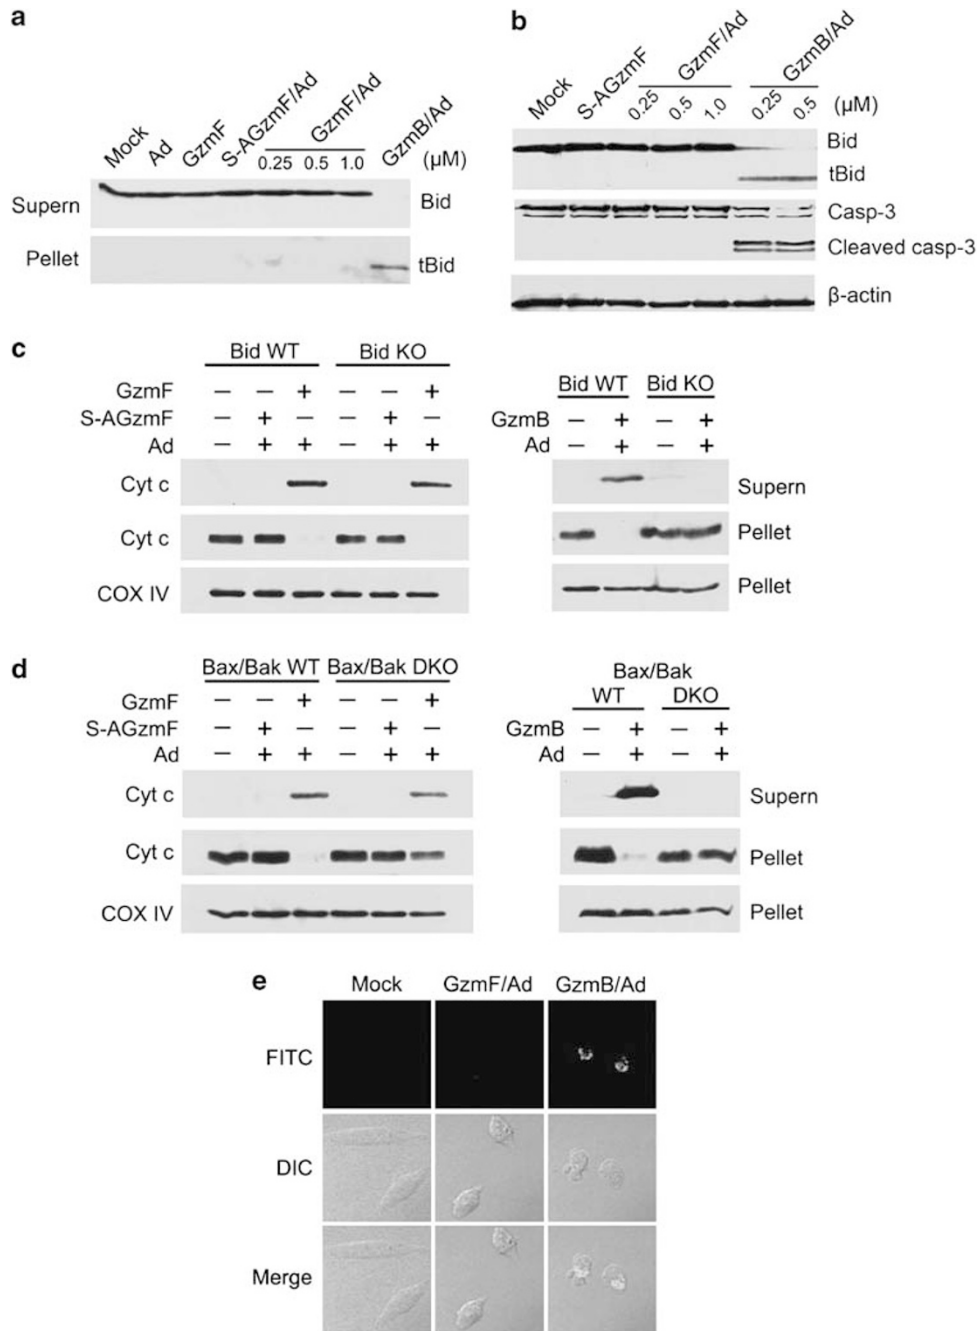 a
Mock Ad GzmF S-AGzmF/Ad GzmF/Ad GzmB/Ad
0.25 0.5 1.0 (μM)
Supern Bid
Pellet tBid
b
Mock S-AGzmF GzmF/Ad GzmB/Ad
0.25 0.5 1.0 0.25 0.5 (μM)
Bid
tBid
Casp-3
Cleaved casp-3
β-actin
c
Bid WT Bid KO
GzmF − − + − − +
S-AGzmF − + − − + −
Ad − + + − + +
Cyt c
Cyt c
COX IV
Bid WT Bid KO
GzmB − + − +
Ad − + − +
Supern
Pellet
Pellet
d
Bax/Bak WT Bax/Bak DKO
GzmF − − + − − +
S-AGzmF − + − − + −
Ad − + + − + +
Cyt c
Cyt c
COX IV
Bax/Bak
WT DKO
GzmB − + − +
Ad − + − +
Supern
Pellet
Pellet
e
Mock GzmF/Ad GzmB/Ad
FITC
DIC
Merge